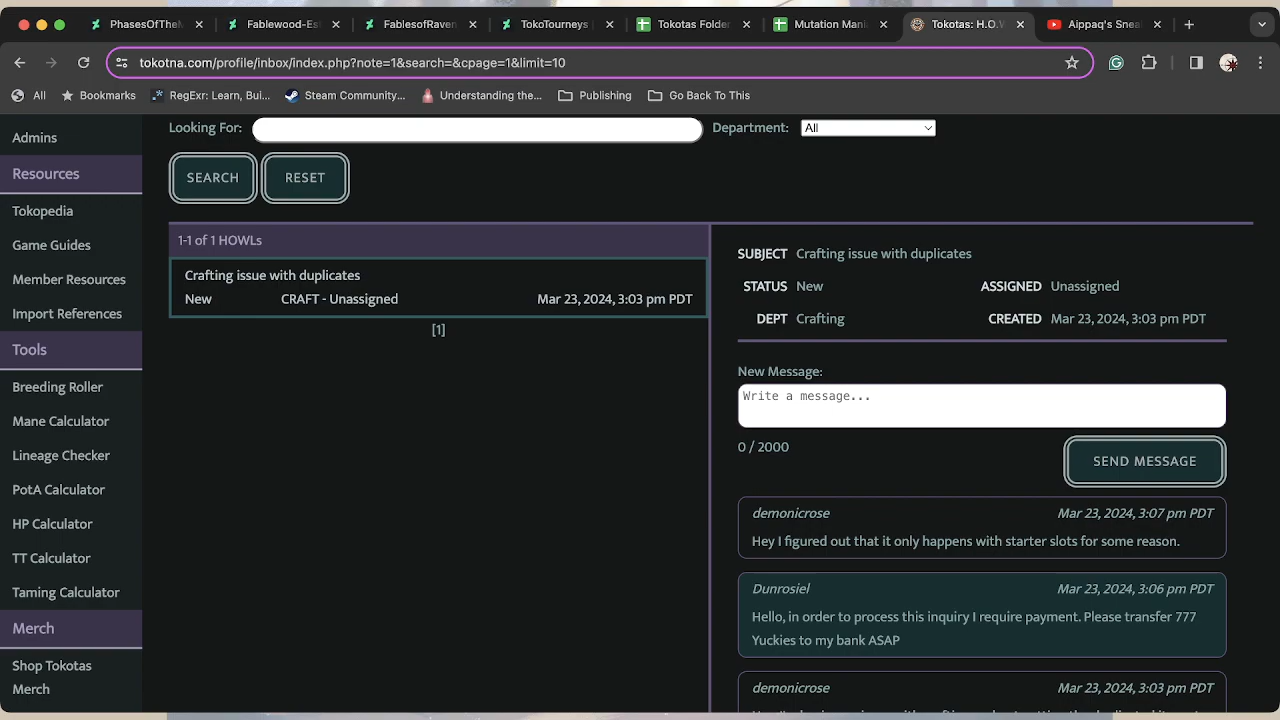 PhasesOfTheM
Fablewood-Es
FablesofRaven
TokoTourneys
Tokotas Folder
Mutation Mani
Tokotas: H.O.W
Aippaq's Snea
tokotna.com/profile/inbox/index.php?note=1&search=&cpage=1&limit=10
All
Bookmarks
RegExr: Learn, Bui...
Steam Community...
Understanding the...
Publishing
Go Back To This
Admins
Resources
Tokopedia
Game Guides
Member Resources
Import References
Tools
Breeding Roller
Mane Calculator
Lineage Checker
PotA Calculator
HP Calculator
TT Calculator
Taming Calculator
Merch
Shop Tokotas
Merch
Looking For:
Department: All
SEARCH
RESET
1-1 of 1 HOWLs
Crafting issue with duplicates
New CRAFT - Unassigned Mar 23, 2024, 3:03 pm PDT
[1]
SUBJECT Crafting issue with duplicates
STATUS New ASSIGNED Unassigned
DEPT Crafting CREATED Mar 23, 2024, 3:03 pm PDT
New Message:
Write a message...
0 / 2000
SEND MESSAGE
demonicrose Mar 23, 2024, 3:07 pm PDT
Hey I figured out that it only happens with starter slots for some reason.
Dunrosiel Mar 23, 2024, 3:06 pm PDT
Hello, in order to process this inquiry I require payment. Please transfer 777
Yuckies to my bank ASAP
demonicrose Mar 23, 2024, 3:03 pm PDT